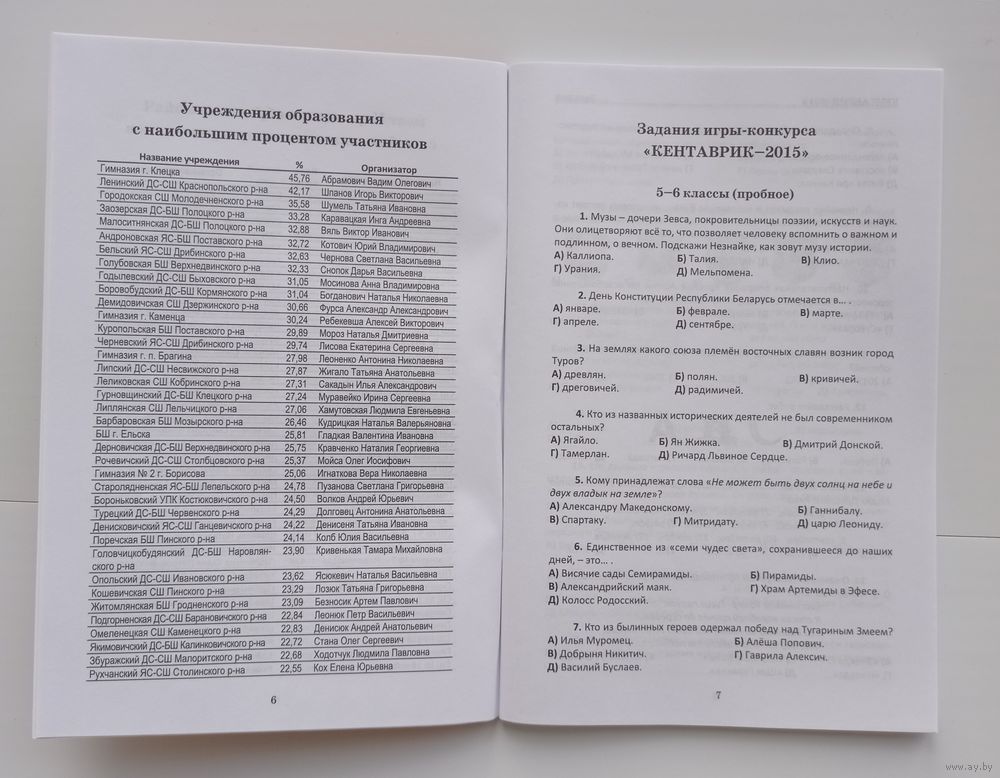 Учреждения образования
с наибольшим процентом участников
Название учреждения % Организатор
Гимназия г. Клецка 45,76 Абрамович Вадим Олегович
Ленинский ДС-СШ Краснопольского р-на 42,17 Шпанов Игорь Викторович
Городокская СШ Молодечненского р-на 35,58 Шумель Татьяна Ивановна
Заозерская ДС-БШ Полоцкого р-на 33,28 Каравацкая Инга Андреевна
Малоситнянская ДС-БШ Полоцкого р-на 32,88 Вяль Виктор Иванович
Андроновская ЯС-БШ Поставского р-на 32,72 Котович Юрий Владимирович
Бельский ЯС-СШ Дрибинского р-на 32,63 Чернова Светлана Васильевна
Голубовская БШ Верхнедвинского р-на 32,33 Снопок Дарья Васильевна
Годылевский ДС-СШ Быховского р-на 31,05 Мосинова Анна Владимировна
Боровобудский ДС-БШ Кормянского р-на 31,04 Богданович Наталья Николаевна
Демидовичская СШ Дзержинского р-на 30,66 Фурса Александр Александрович
Гимназия г. Каменца 30,24 Ребекевша Алексей Викторович
Куропольская БШ Поставского р-на 29,89 Мороз Наталья Дмитриевна
Черневский ЯС-СШ Дрибинского р-на 29,74 Лисова Екатерина Сергеевна
Гимназия г. п. Брагина 27,98 Леоненко Антонина Николаевна
Липский ДС-СШ Несвижского р-на 27,87 Жигало Татьяна Анатольевна
Леликовская СШ Кобринского р-на 27,31 Сакадын Илья Александрович
Гурновщинский ДС-БШ Клецкого р-на 27,24 Муравейко Ирина Сергеевна
Липлянская СШ Лельчицкого р-на 27,06 Хамутовская Людмила Евгеньевна
Барбаровская БШ Мозырского р-на 26,46 Кудрицкая Наталья Валерьяновна
БШ г. Ельска 25,81 Гладкая Валентина Ивановна
Дерновичская ДС-БШ Верхнедвинского р-на 25,75 Кравченко Наталия Георгиевна
Рочевичский ДС-СШ Столбцовского р-на 25,37 Мойса Олег Иосифович
Гимназия № 2 г. Борисова 25,06 Игнаткова Вера Николаевна
Староляденская ЯС-БШ Лепельского р-на 24,78 Пузанова Светлана Григорьевна
Бороньковский УПК Костюковичского р-на 24,50 Волков Андрей Юрьевич
Турецкий ДС-БШ Червенского р-на 24,29 Долговец Антонина Анатольевна
Денисковичский ЯС-СШ Ганцевичского р-на 24,22 Денисеня Татьяна Ивановна
Поречская БШ Пинского р-на 24,14 Колб Юлия Васильевна
Головчицкобудянский ДС-БШ Наровлян- 23,90 Кривенькая Тамара Михайловна
ского р-на
Опольский ДС-СШ Ивановского р-на 23,62 Ясюкевич Наталья Васильевна
Кошевичская СШ Пинского р-на 23,29 Лозюк Татьяна Григорьевна
Житомлянская БШ Гродненского р-на 23,09 Безносик Артем Павлович
Подгорненская ДС-СШ Барановичского р-на 22,84 Леонюк Петр Васильевич
Омеленецкая СШ Каменецкого р-на 22,83 Денисюк Андрей Анатольевич
Якимовичский ДС-БШ Калинковичского р-на 22,72 Стана Олег Сергеевич
Збуражский ДС-СШ Малоритского р-на 22,68 Ходотчук Людмила Павловна
Рухчанский ЯС-СШ Столинского р-на 22,55 Кох Елена Юрьевна
6
Задания игры-конкурса
«КЕНТАВРИК–2015»
5–6 классы (пробное)
1. Музы – дочери Зевса, покровительницы поэзии, искусств и наук.
Они олицетворяют всё то, что позволяет человеку вспомнить о важном и
подлинном, о вечном. Подскажи Незнайке, как зовут музу истории.
А) Каллиопа. Б) Талия. В) Клио.
Г) Урания. Д) Мельпомена.
2. День Конституции Республики Беларусь отмечается в... .
А) январе. Б) феврале. В) марте.
Г) апреле. Д) сентябре.
3. На землях какого союза племён восточных славян возник город
Туров?
А) древлян. Б) полян. В) кривичей.
Г) дреговичей. Д) радимичей.
4. Кто из названных исторических деятелей не был современником
остальных?
А) Ягайло. Б) Ян Жижка. В) Дмитрий Донской.
Г) Тамерлан. Д) Ричард Львиное Сердце.
5. Кому принадлежат слова «Не может быть двух солнц на небе и
двух владык на земле»?
А) Александру Македонскому. Б) Ганнибалу.
В) Спартаку. Г) Митридату. Д) царю Леониду.
6. Единственное из «семи чудес света», сохранившееся до наших
дней, – это... .
А) Висячие сады Семирамиды. Б) Пирамиды.
В) Александрийский маяк. Г) Храм Артемиды в Эфесе.
Д) Колосс Родосский.
7. Кто из былинных героев одержал победу над Тугариным Змеем?
А) Илья Муромец. Б) Алёша Попович.
В) Добрыня Никитич. Г) Гаврила Алексич.
Д) Василий Буслаев.
7
www.ay.by